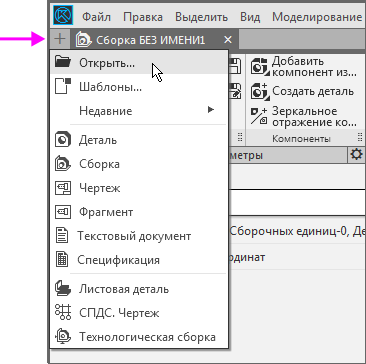 Файл Правка Выделить Вид Моделирование
Сборка БЕЗ ИМЕНИ1
Открыть...
Шаблоны...
Недавние
Деталь
Сборка
Чертеж
Фрагмент
Текстовый документ
Спецификация
Листовая деталь
СПДС. Чертеж
Технологическая сборка
Добавить
компонент из...
Создать деталь
Зеркальное
отражение ко...
Компоненты
метры
Сборочных единиц-0, Де
ординат